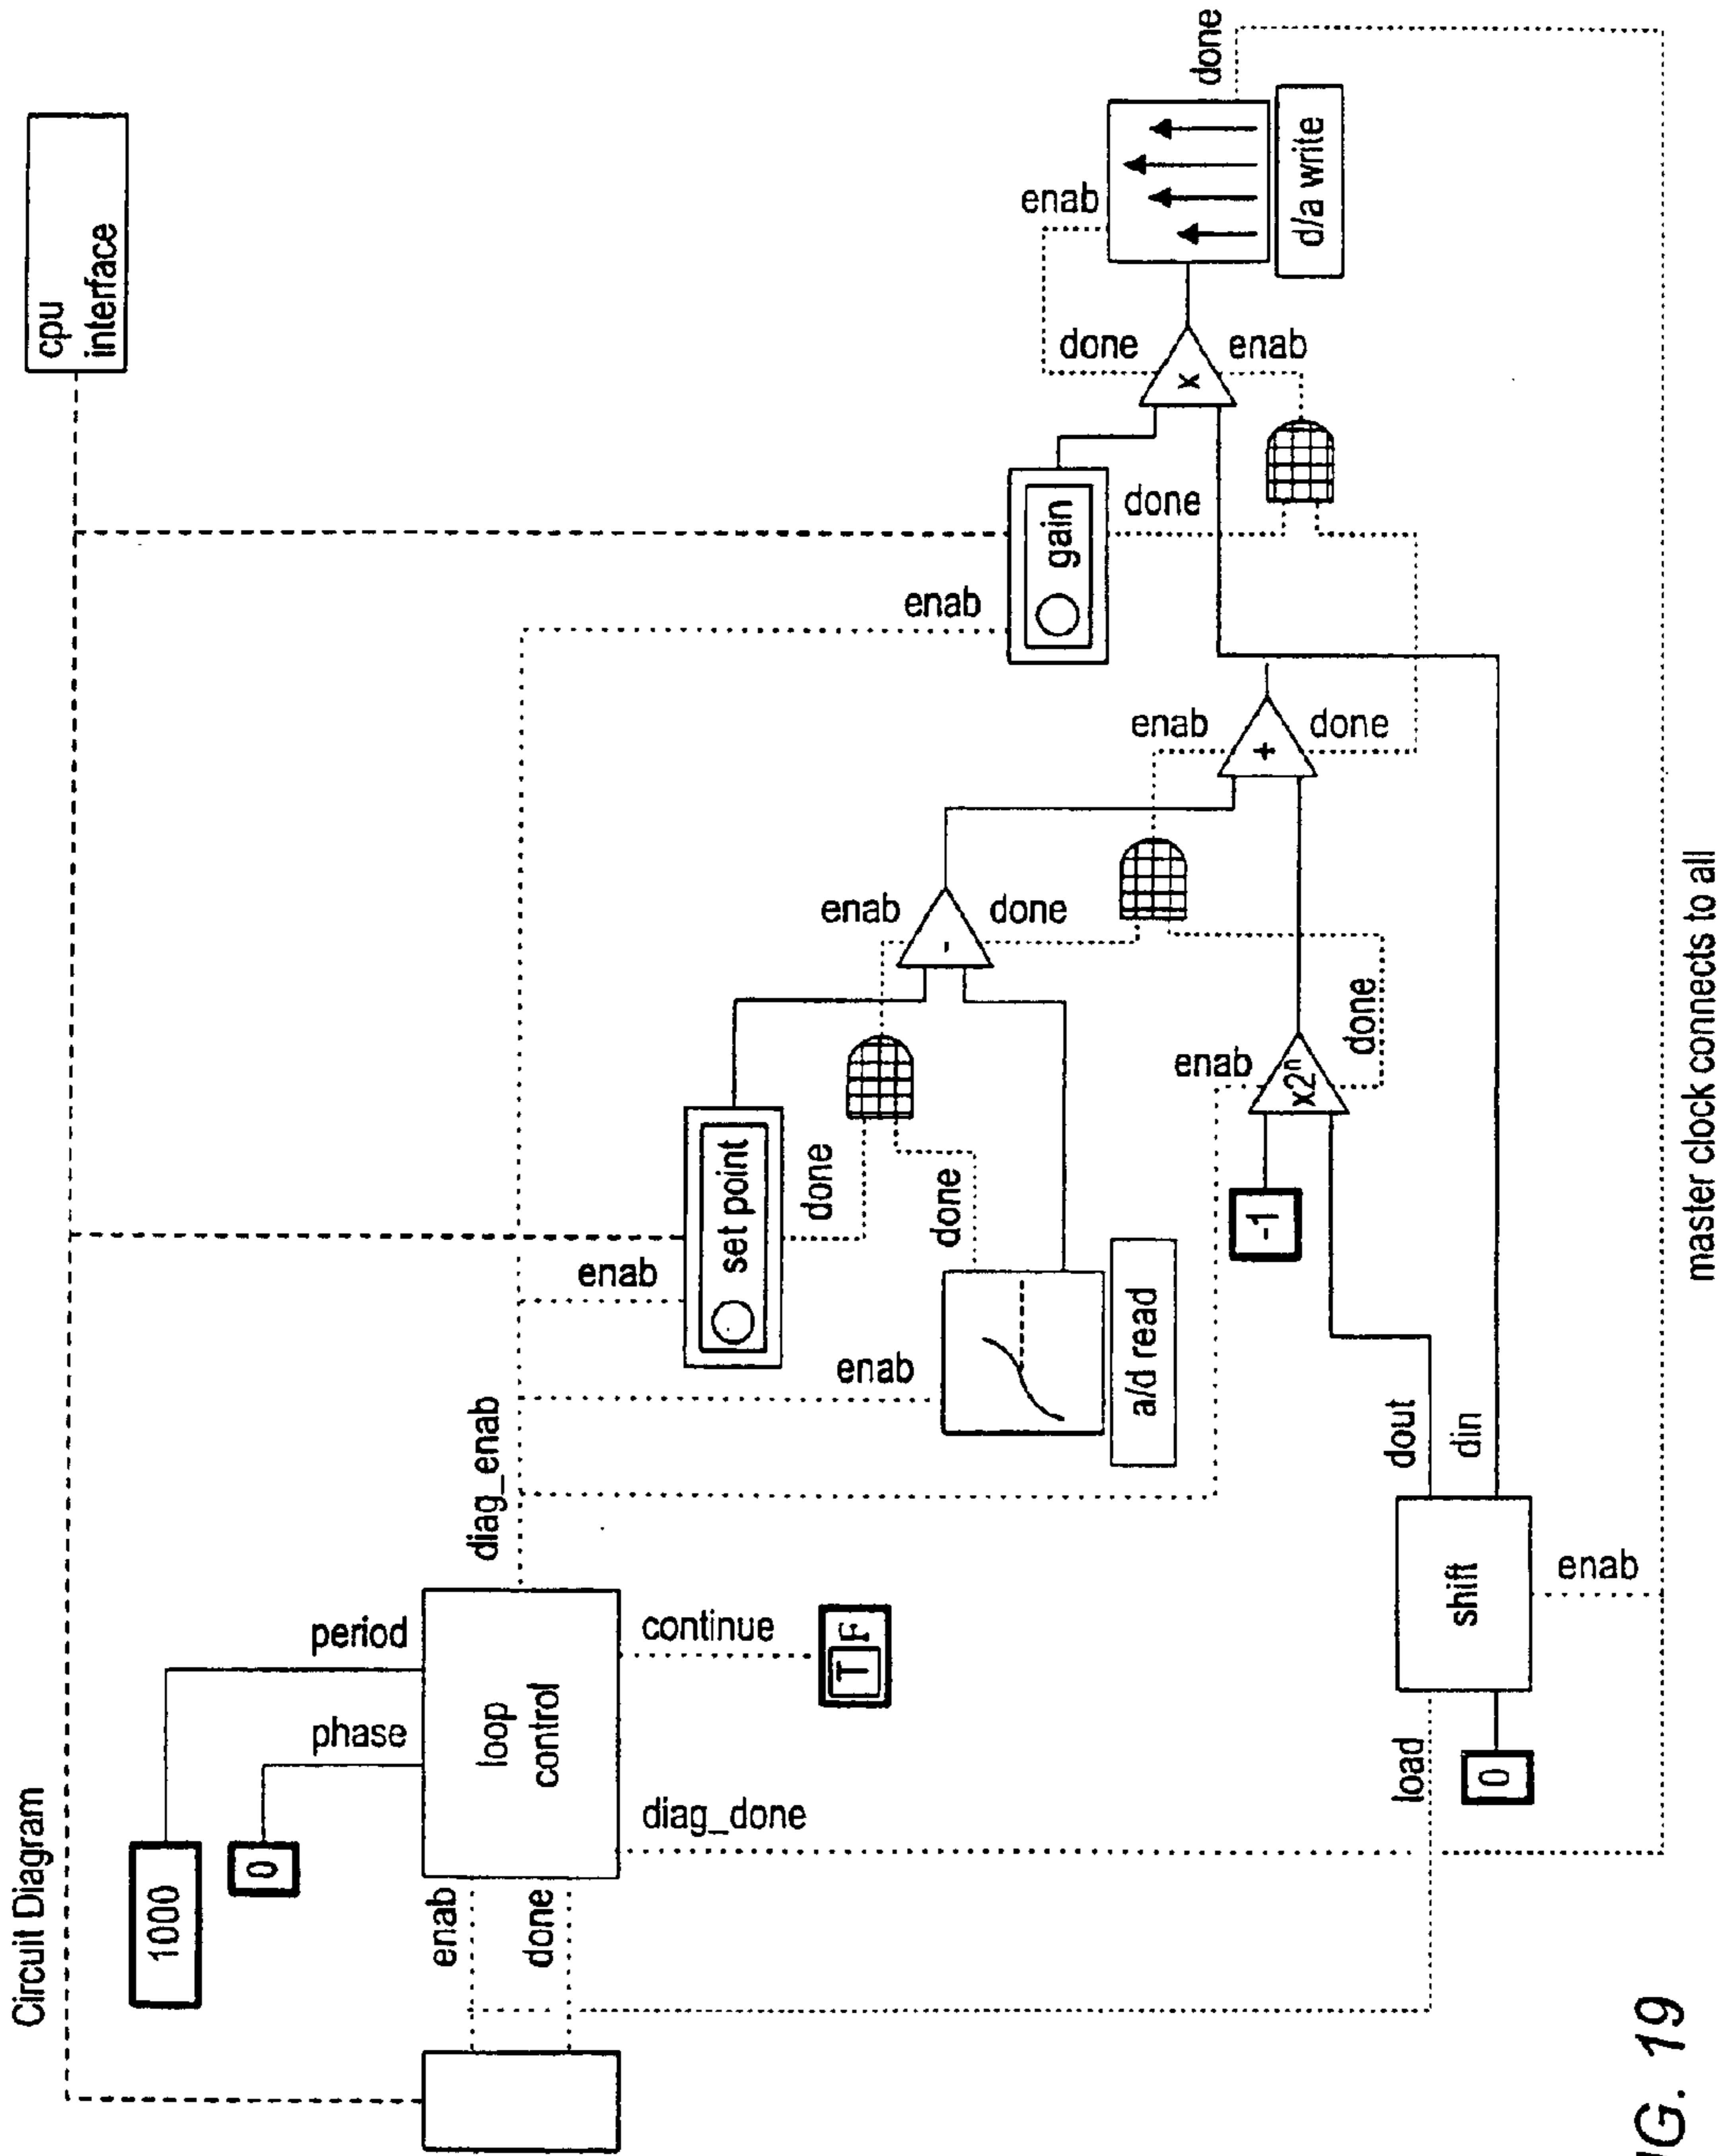 Circuit Diagram
cpu
interface
1000
0
phase
period
enab
done
loop
control
diag_enab
diag_done
continue
T F
enab
set point
done
enab
a/d read
done
enab
-
done
enab
gain
done
enab
x2ⁿ
done
-1
enab
+
done
done
x
enab
enab
d/a write
done
load
0
shift
dout
din
enab
master clock connects to all
IG. 19